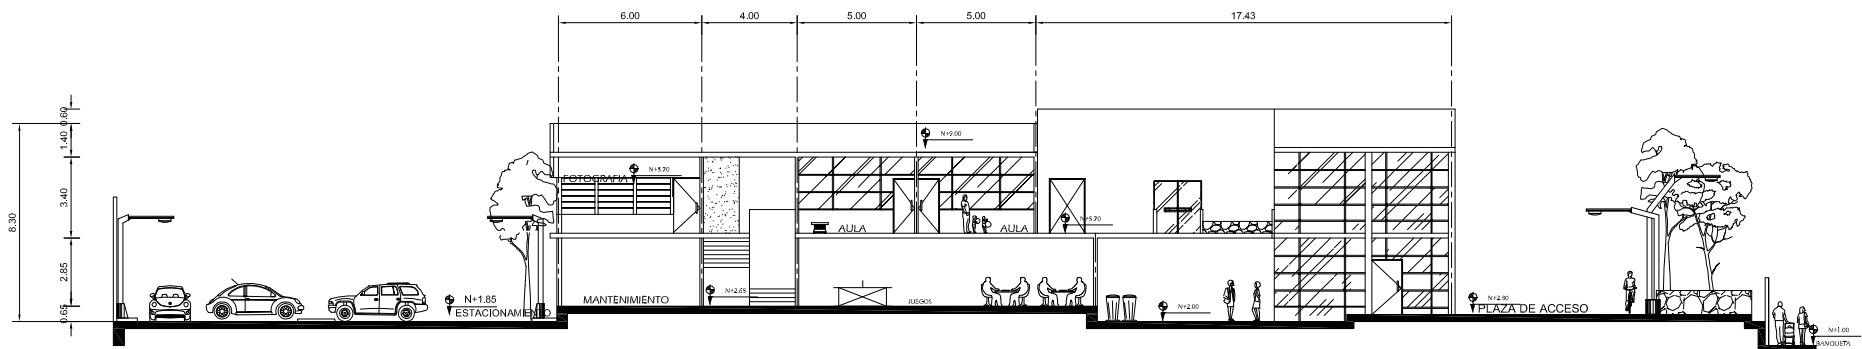 6.00 4.00 5.00 5.00 17.43
0.60
1.40
3.40
8.30
2.85
0.65
N+9.00
FOTOGRAFIA
N+5.70
AULA
AULA
N+5.70
N+1.85
ESTACIONAMIENTO
MANTENIMIENTO
N+2.65
JUEGOS
N+2.00
PLAZA DE ACCESO
N+1.00
BANQUETA